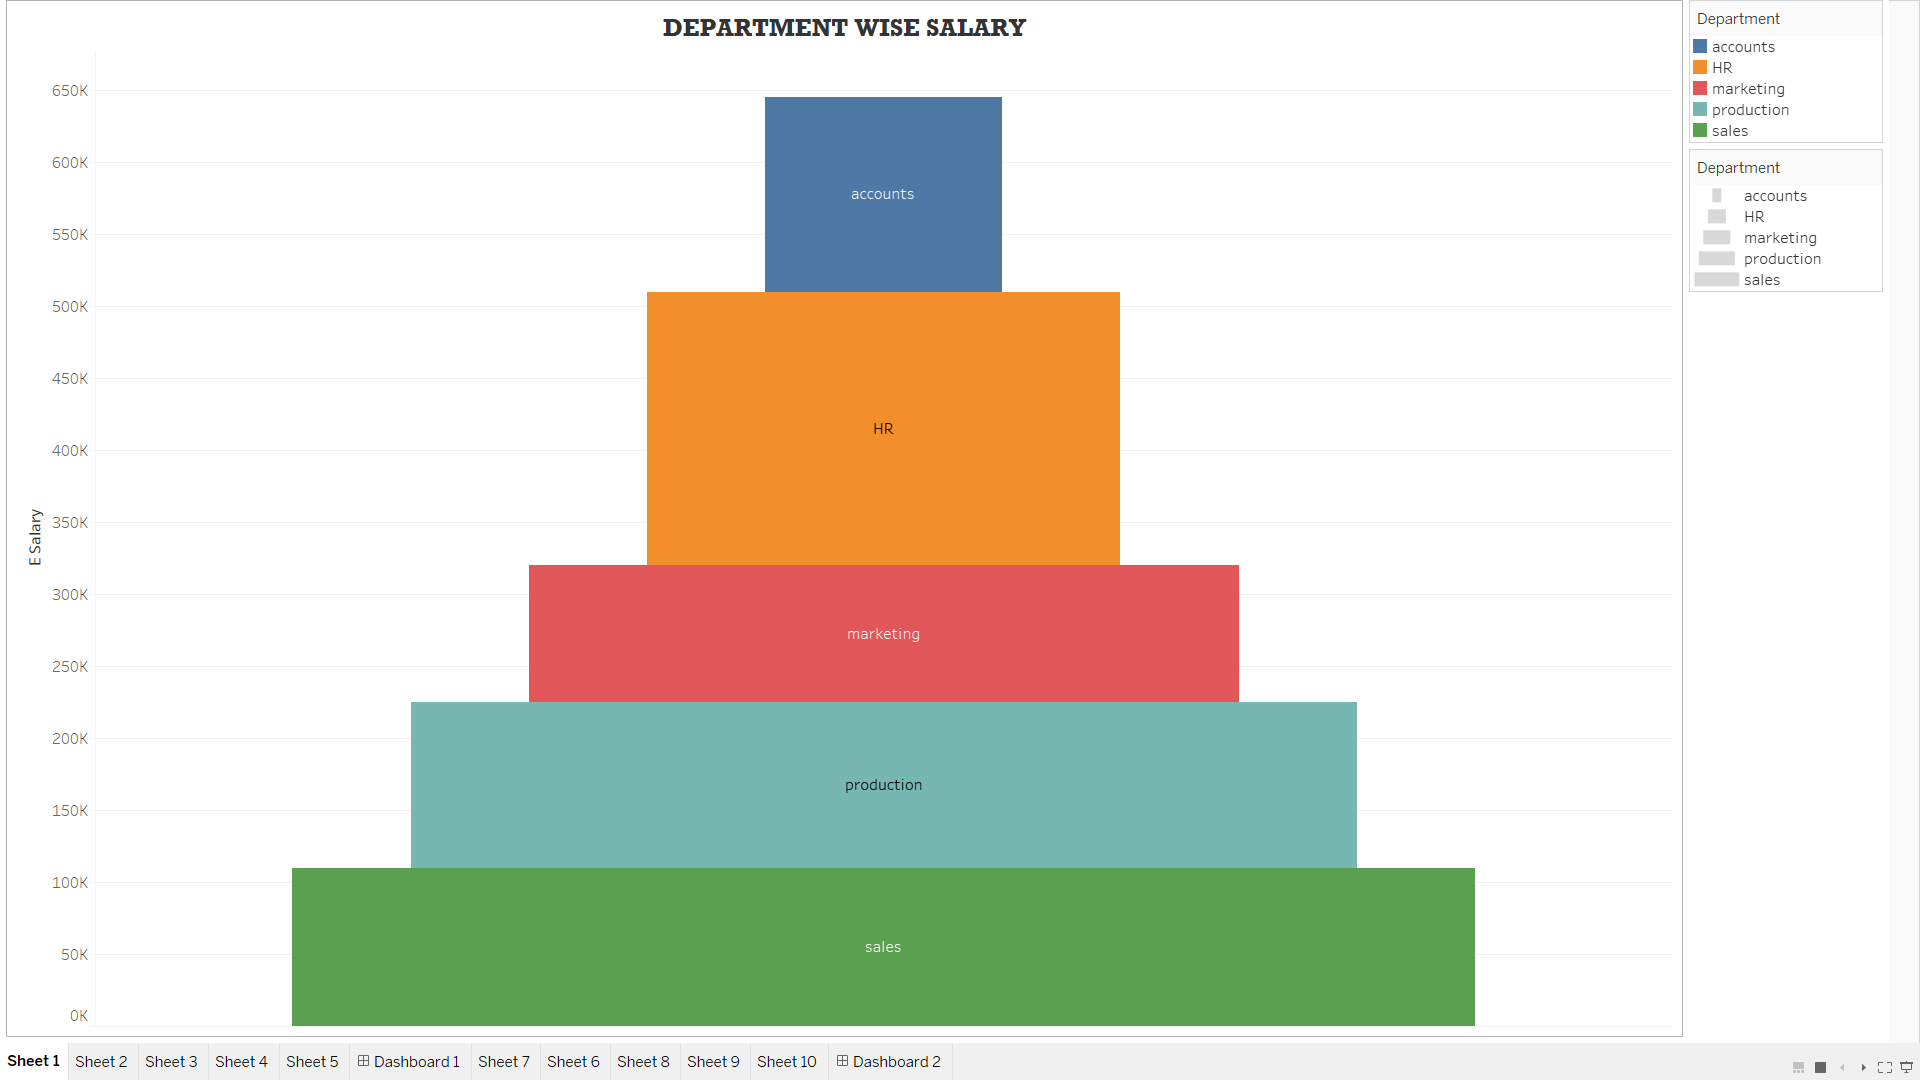 DEPARTMENT WISE SALARY
650K
600K
550K
500K
450K
400K
350K
300K
250K
200K
150K
100K
50K
0K
E Salary
accounts
HR
marketing
production
sales
Department
accounts
HR
marketing
production
sales
Department
accounts
HR
marketing
production
sales
Sheet 1 Sheet 2 Sheet 3 Sheet 4 Sheet 5 Dashboard 1 Sheet 7 Sheet 6 Sheet 8 Sheet 9 Sheet 10 Dashboard 2